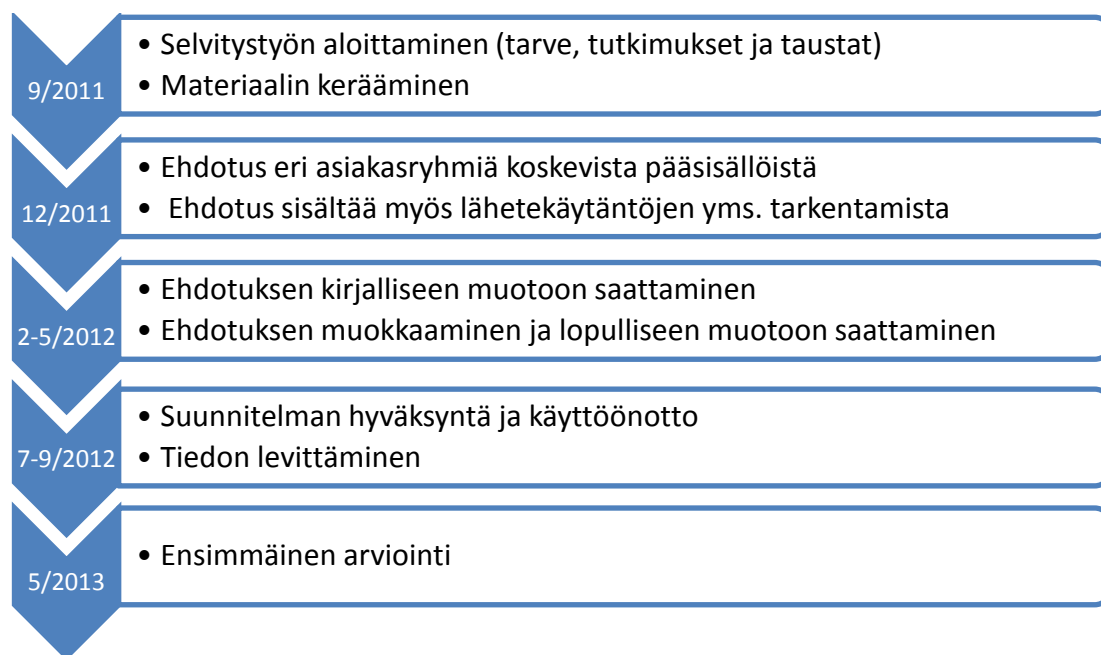 9/2011
• Selvitystyön aloittaminen (tarve, tutkimukset ja taustat)
• Materiaalin kerääminen
12/2011
• Ehdotus eri asiakasryhmiä koskevista pääsisällöistä
• Ehdotus sisältää myös lähetekäytäntöjen yms. tarkentamista
2-5/2012
• Ehdotuksen kirjalliseen muotoon saattaminen
• Ehdotuksen muokkaaminen ja lopulliseen muotoon saattaminen
7-9/2012
• Suunnitelman hyväksyntä ja käyttöönotto
• Tiedon levittäminen
5/2013
• Ensimmäinen arviointi